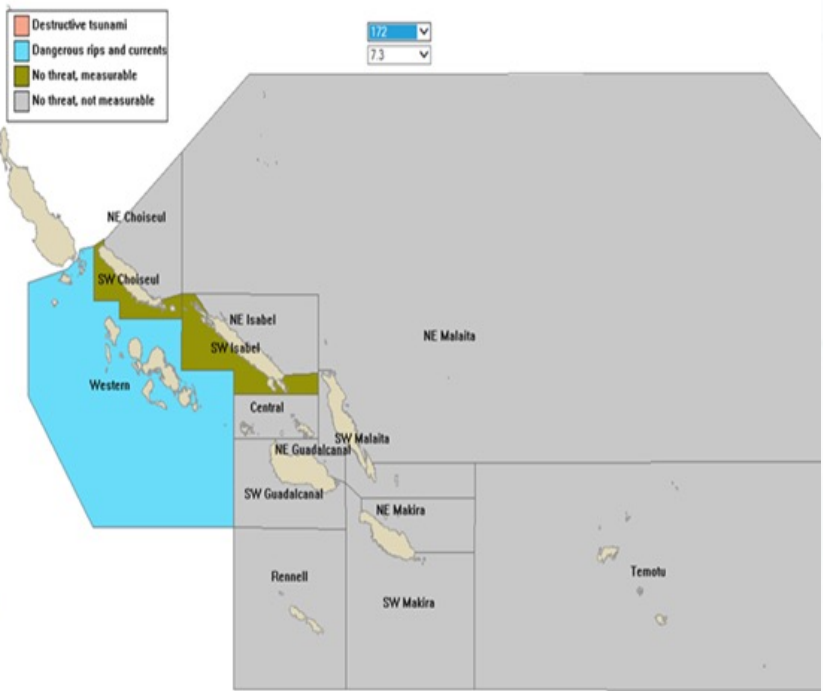 Destructive tsunami
Dangerous rips and currents
No threat, measurable
No threat, not measurable
172
7.3
NE Choiseul
SW Choiseul
NE Isabel
SW Isabel
NE Malaita
Western
Central
SW Malaita
NE Guadalcanal
SW Guadalcanal
NE Makira
Rennell
Temotu
SW Makira